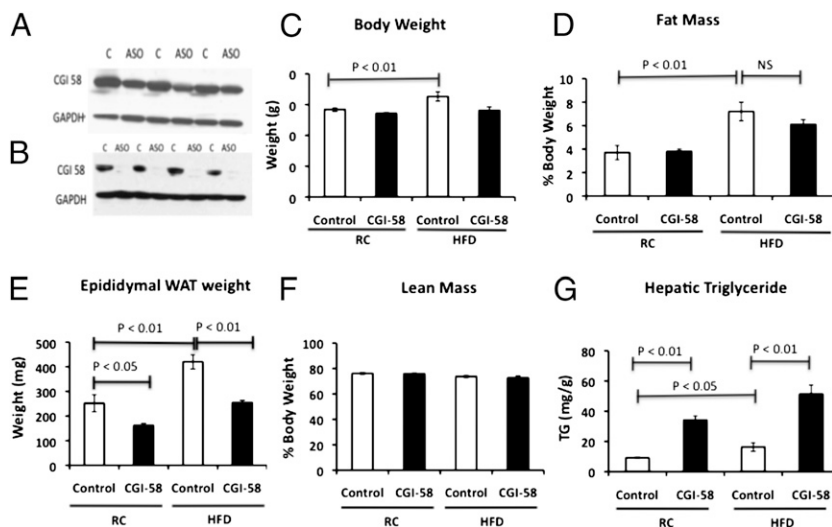 A
C ASO C ASO C ASO
CGI 58
GAPDH
B
C ASO C ASO C ASO C ASO
CGI 58
GAPDH
C
Body Weight
P < 0.01
Weight (g)
0
0
0
0
0
Control CGI-58 Control CGI-58
RC HFD
D
Fat Mass
P < 0.01
NS
% Body Weight
10
8
6
4
2
0
Control CGI-58 Control CGI-58
RC HFD
E
Epididymal WAT weight
P < 0.01 P < 0.01
P < 0.05
Weight (mg)
500
400
300
200
100
0
Control CGI-58 Control CGI-58
RC HFD
F
Lean Mass
% Body Weight
100
80
60
40
20
0
Control CGI-58 Control CGI-58
RC HFD
G
Hepatic Triglyceride
P < 0.01 P < 0.01
P < 0.05
TG (mg/g)
80
60
40
20
0
Control CGI-58 Control CGI-58
RC HFD